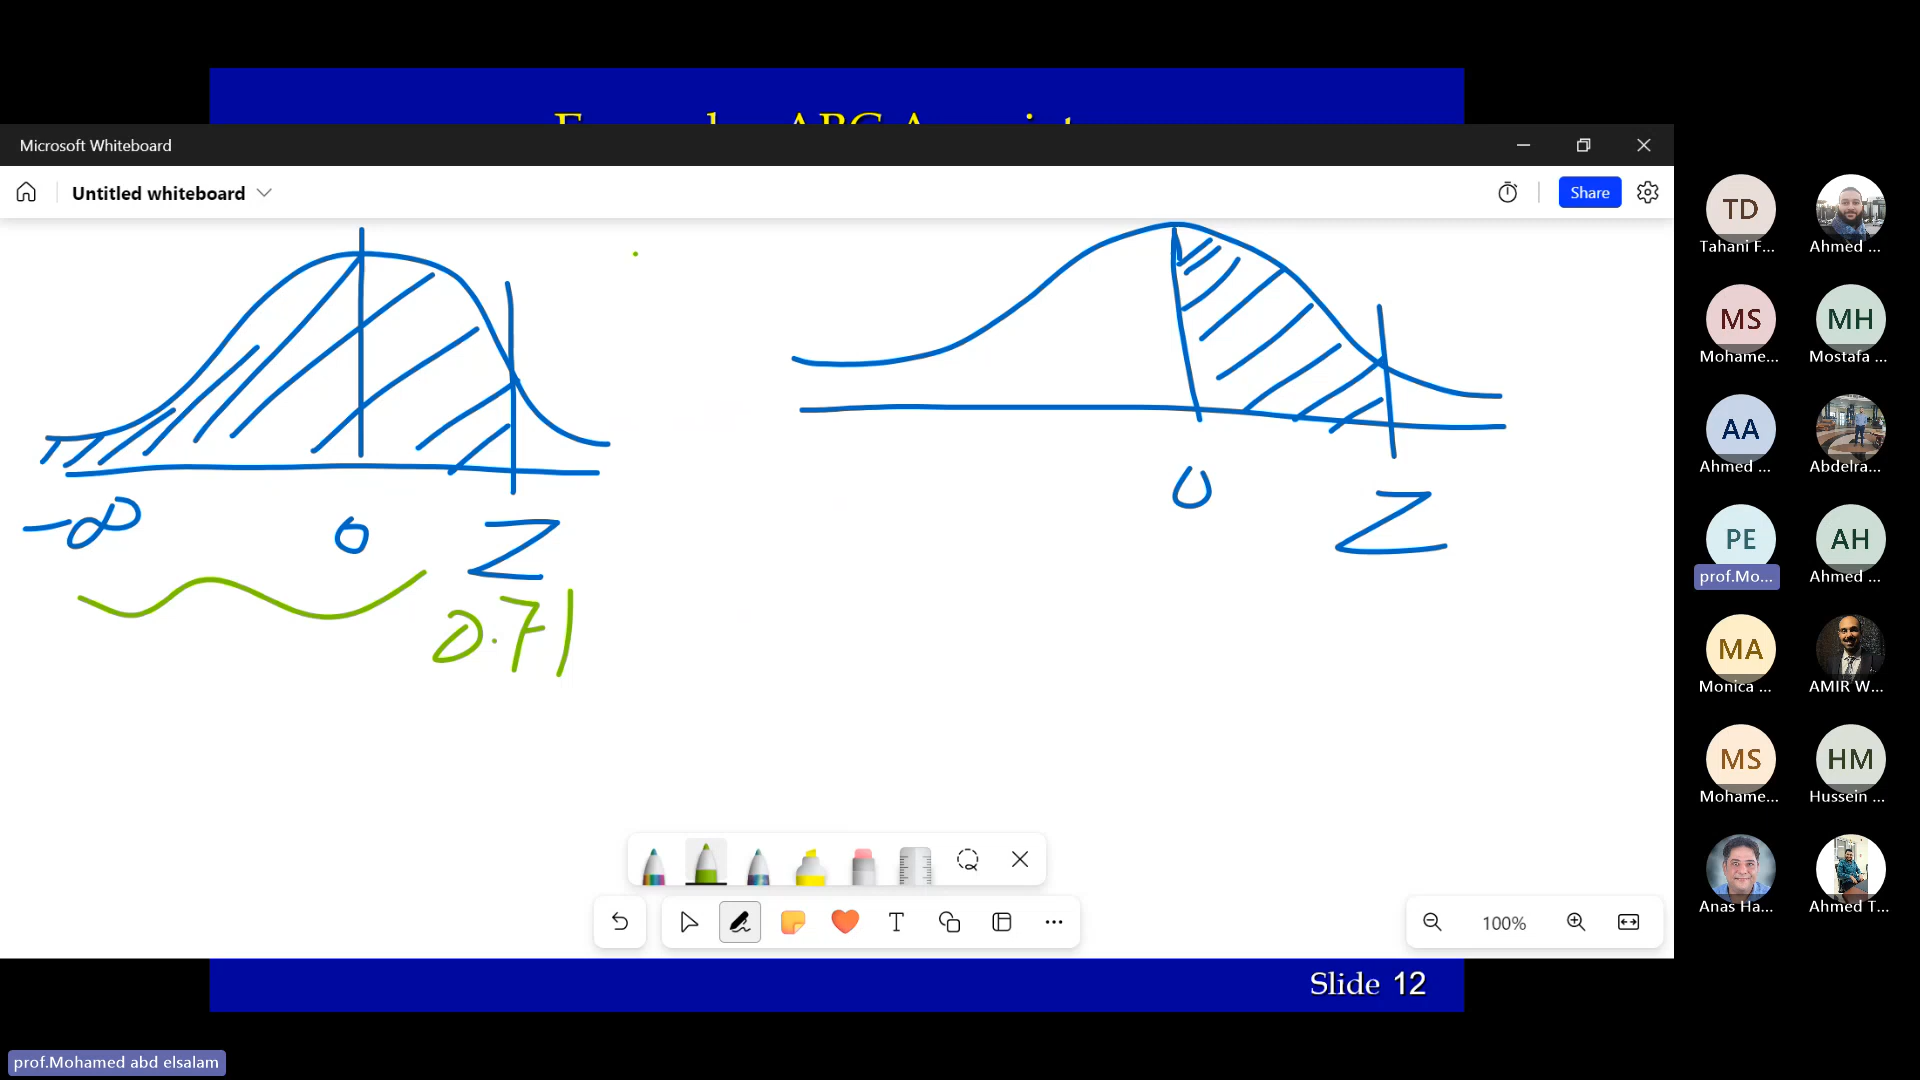 Microsoft Whiteboard
Untitled whiteboard
Share
-∞ 0 Z
0.71
0 Z
100%
Slide 12
TD
Tahani F...
Ahmed ...
MS
Mohame...
MH
Mostafa ...
AA
Ahmed ...
Abdelra...
PE
prof.Mo...
AH
Ahmed ...
MA
Monica ...
AMIR W...
MS
Mohame...
HM
Hussein ...
Anas Ha...
Ahmed T...
prof.Mohamed abd elsalam